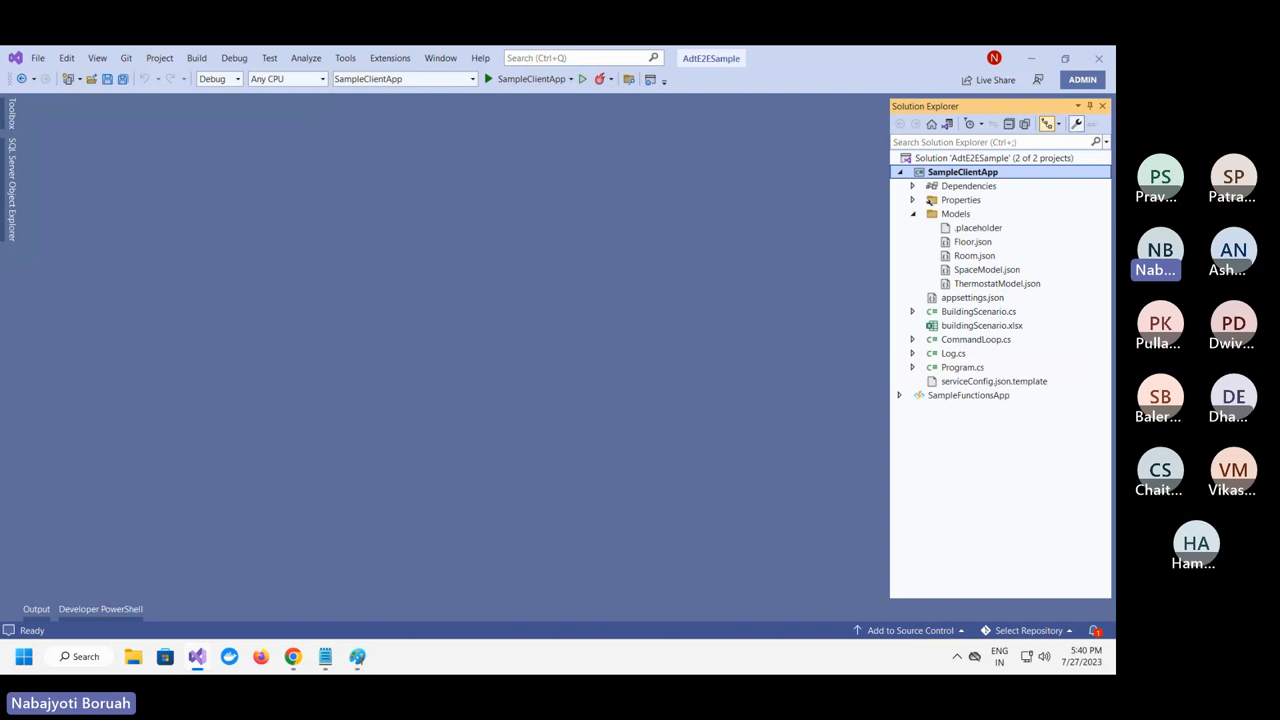 File Edit View Git Project Build Debug Test Analyze Tools Extensions Window Help Search (Ctrl+Q) AdtE2ESample N
Live Share ADMIN
Debug Any CPU SampleClientApp SampleClientApp
Toolbox
SQL Server Object Explorer
Solution Explorer
Search Solution Explorer (Ctrl+;)
Solution 'AdtE2ESample' (2 of 2 projects)
SampleClientApp
Dependencies
Properties
Models
.placeholder
Floor.json
Room.json
SpaceModel.json
ThermostatModel.json
appsettings.json
C# BuildingScenario.cs
buildingScenario.xlsx
C# CommandLoop.cs
C# Log.cs
C# Program.cs
serviceConfig.json.template
SampleFunctionsApp
Output Developer PowerShell
Ready Add to Source Control Select Repository 1
Search ENG IN 5:40 PM 7/27/2023
PS SP
Prav... Patra...
NB AN
Nab... Ash...
PK PD
Pulla... Dwiv...
SB DE
Baler... Dha...
CS VM
Chait... Vikas...
HA
Ham...
Nabajyoti Boruah